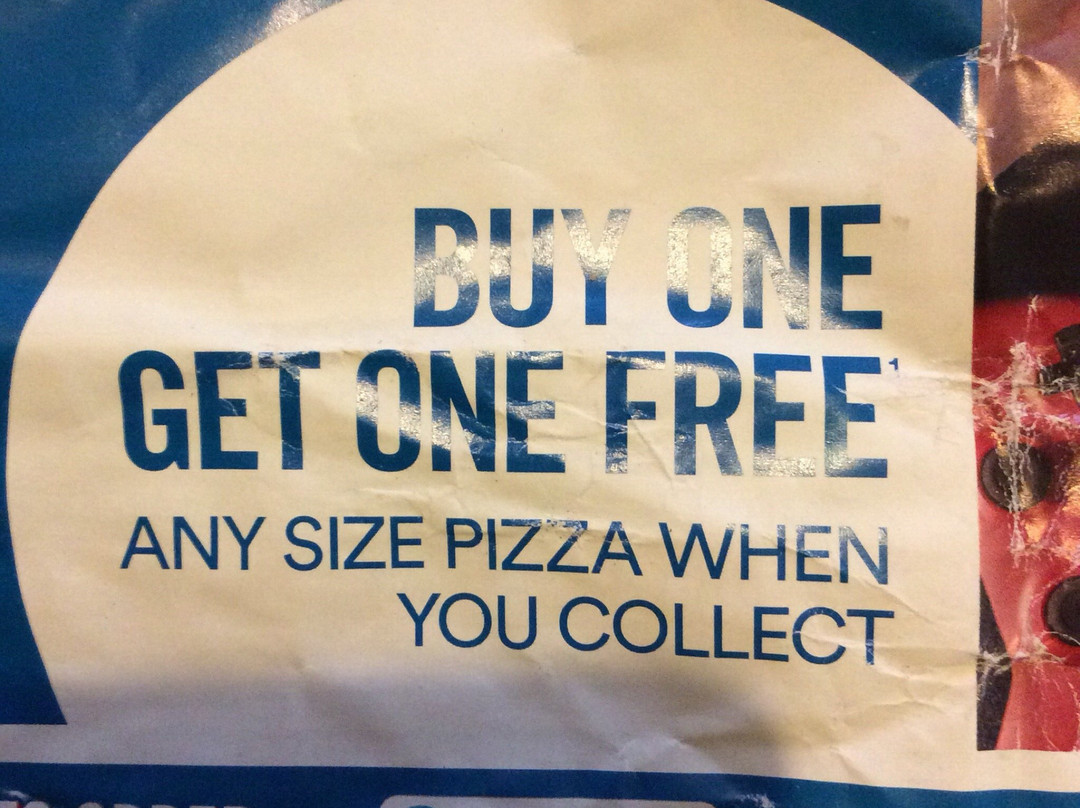 BUY ONE
GET ONE FREE¹
ANY SIZE PIZZA WHEN
YOU COLLECT